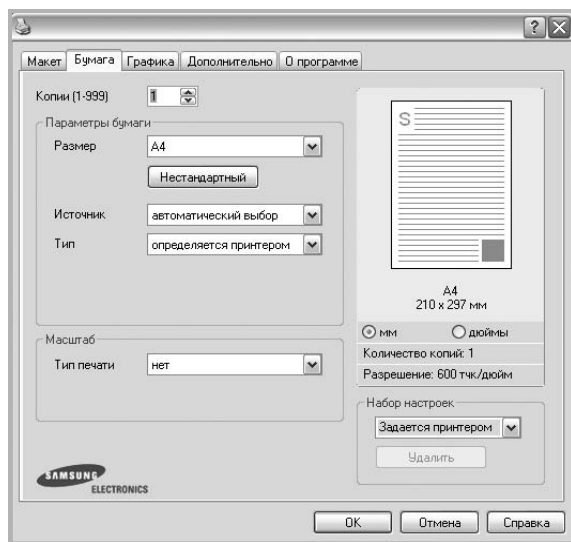 Макет Бумага Графика Дополнительно О программе
Копии (1-999) 1
Параметры бумаги
Размер A4
Нестандартный
Источник автоматический выбор
Тип определяется принтером
Масштаб
Тип печати нет
SAMSUNG
ELECTRONICS
S
A4
210 x 297 мм
мм дюймы
Количество копий: 1
Разрешение: 600 тчк/дюйм
Набор настроек
Задается принтером
Удалить
OK Отмена Справка